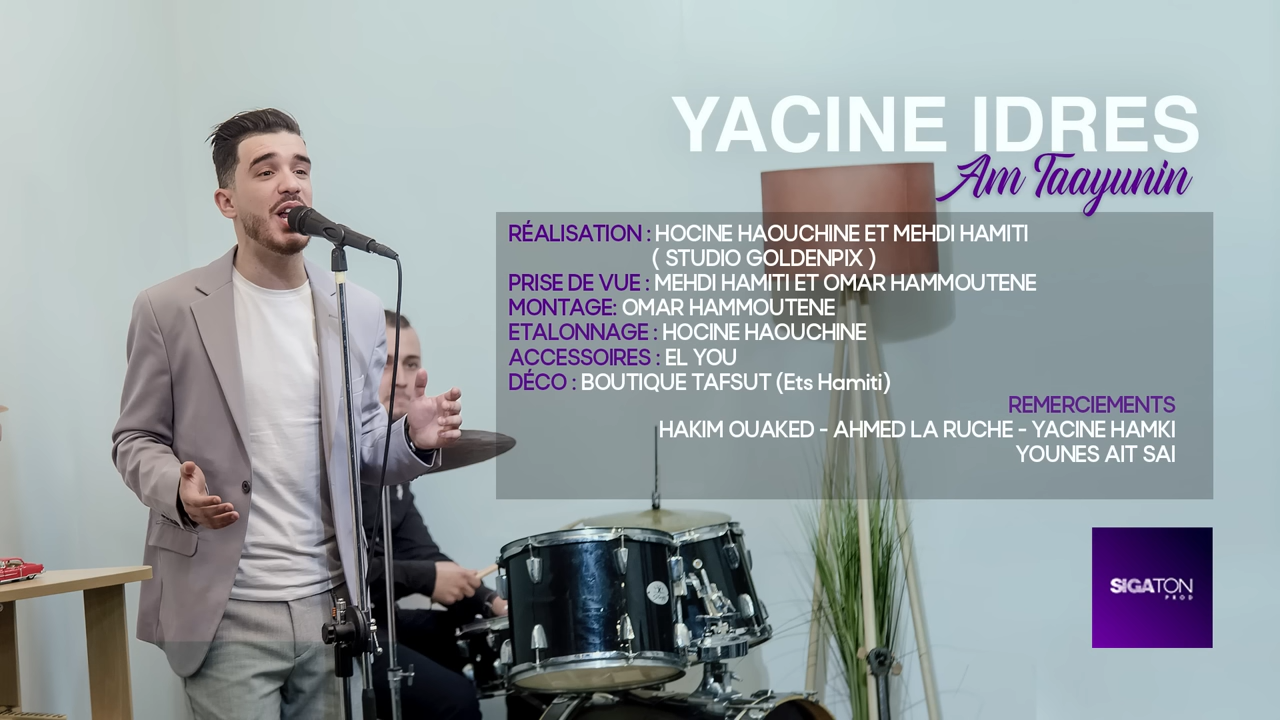 YACINE IDRES
Am Taayunin
RÉALISATION : HOCINE HAOUCHINE ET MEHDI HAMITI
( STUDIO GOLDENPIX )
PRISE DE VUE : MEHDI HAMITI ET OMAR HAMMOUTENE
MONTAGE: OMAR HAMMOUTENE
ETALONNAGE : HOCINE HAOUCHINE
ACCESSOIRES : EL YOU
DÉCO : BOUTIQUE TAFSUT (Ets Hamiti)
REMERCIEMENTS
HAKIM OUAKED - AHMED LA RUCHE - YACINE HAMKI
YOUNES AIT SAI
SIGATON
PROD